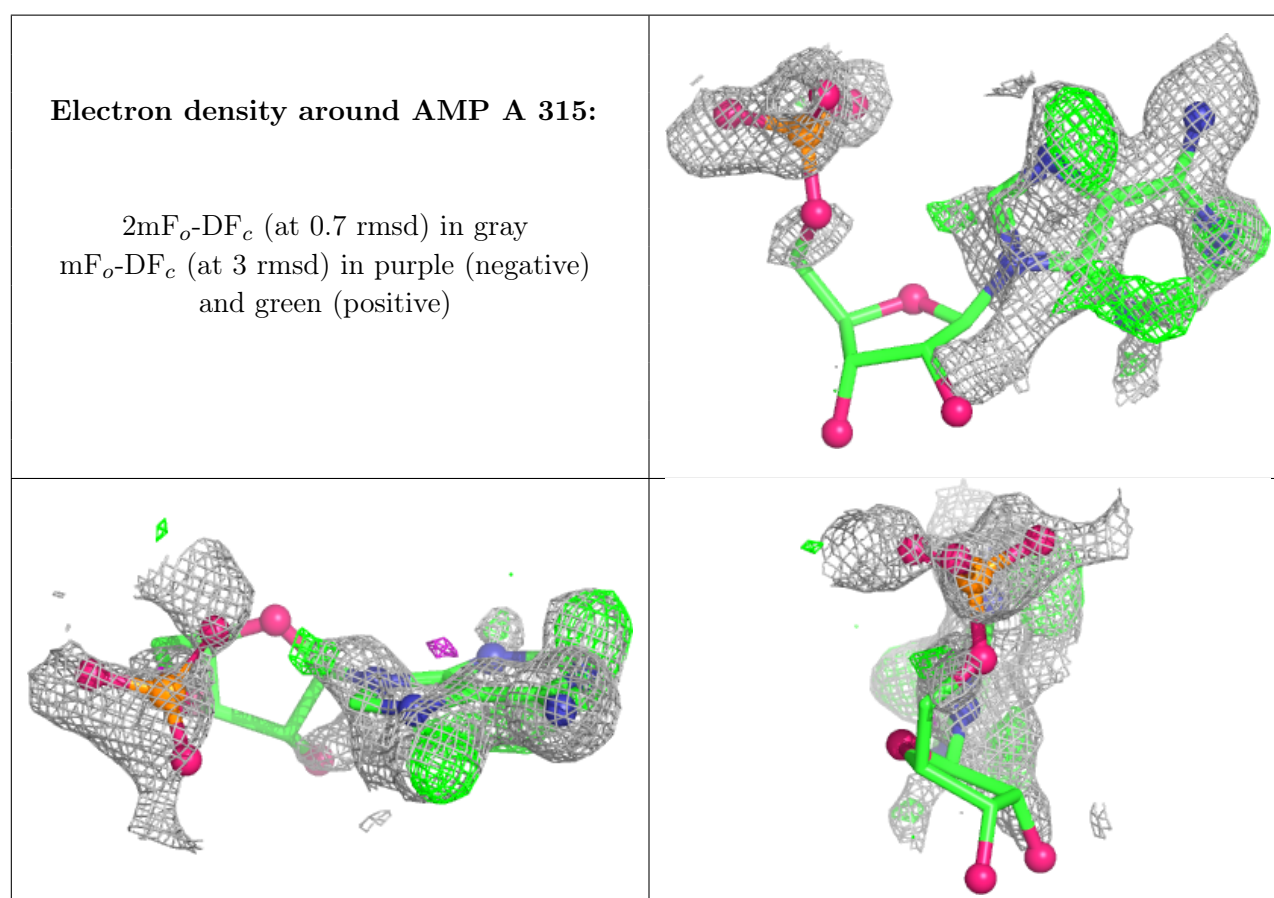 Electron density around AMP A 315:
2mFₒ-DF𝒸 (at 0.7 rmsd) in gray
mFₒ-DF𝒸 (at 3 rmsd) in purple (negative)
and green (positive)